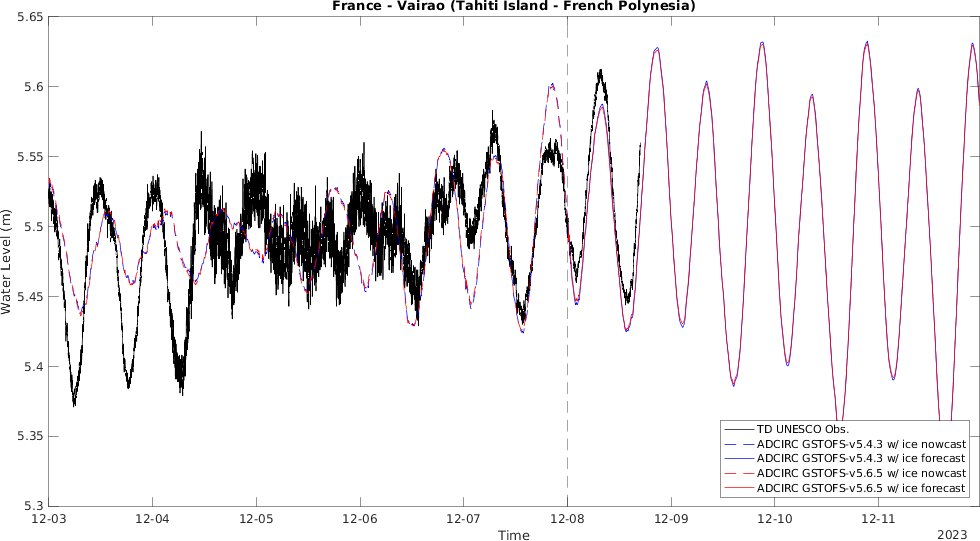 France - Vairao (Tahiti Island - French Polynesia)
5.65
5.6
5.55
5.5
5.45
5.4
5.35
5.3
Water Level (m)
TD UNESCO Obs.
ADCIRC GSTOFS-v5.4.3 w/ ice nowcast
ADCIRC GSTOFS-v5.4.3 w/ ice forecast
ADCIRC GSTOFS-v5.6.5 w/ ice nowcast
ADCIRC GSTOFS-v5.6.5 w/ ice forecast
12-03 12-04 12-05 12-06 12-07 12-08 12-09 12-10 12-11
Time
2023